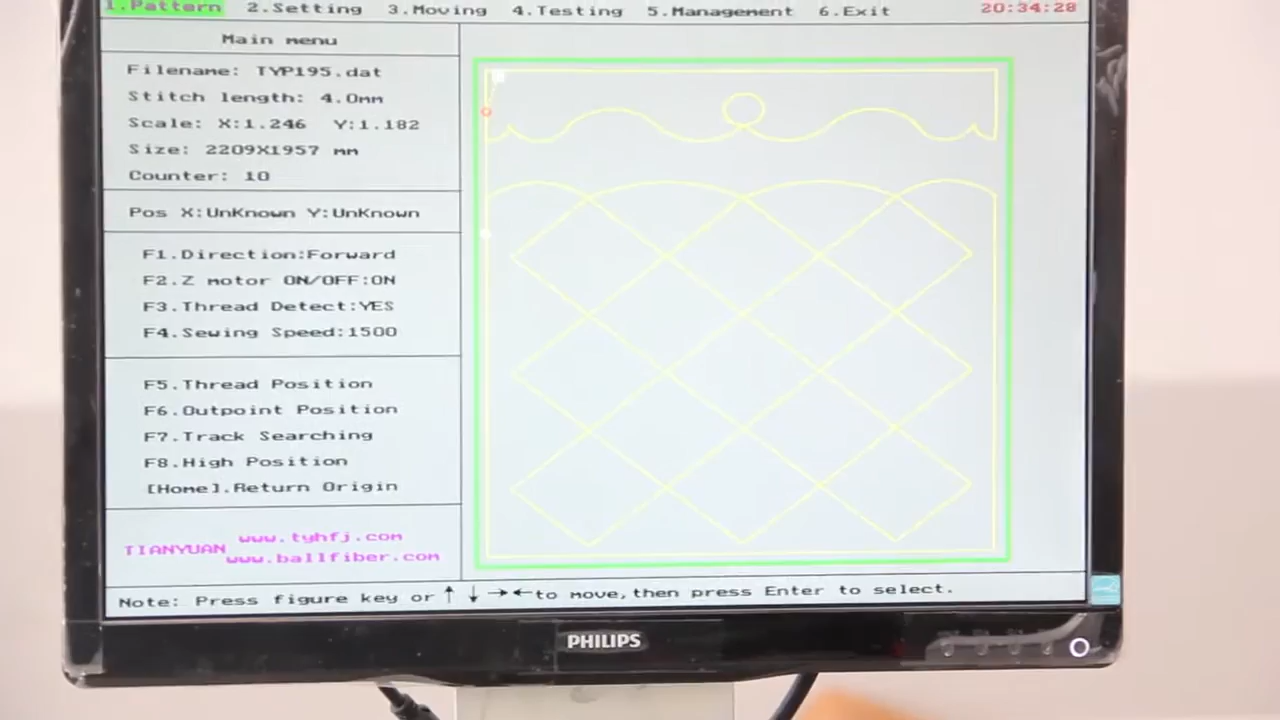 1.Pattern 2.Setting 3.Moving 4.Testing 5.Management 6.Exit 20:34:28
Main menu
Filename: TYP195.dat
Stitch length: 4.0mm
Scale: X:1.246 Y:1.182
Size: 2209X1957 mm
Counter: 10
Pos X:UnKnown Y:UnKnown
F1.Direction:Forward
F2.Z motor ON/OFF:ON
F3.Thread Detect:YES
F4.Sewing Speed:1500
F5.Thread Position
F6.Outpoint Position
F7.Track Searching
F8.High Position
[Home].Return Origin
TIANYUAN www.tyhfj.com
www.ballfiber.com
Note: Press figure key or ↑ ↓ →←to move,then press Enter to select.
PHILIPS